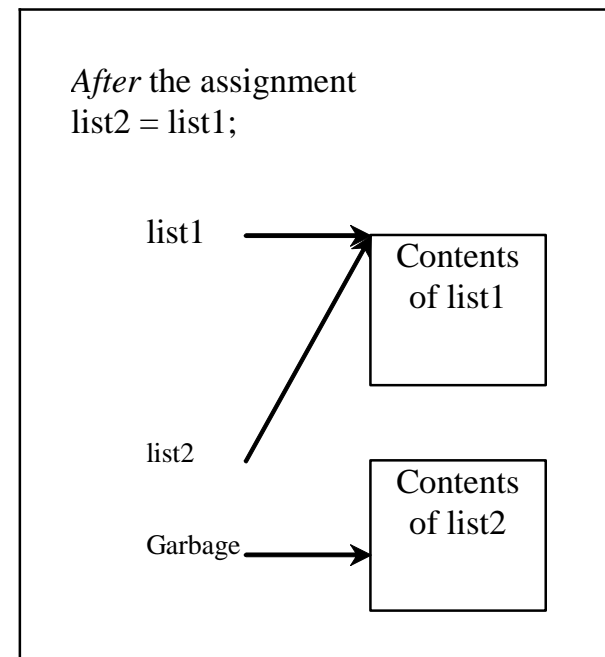 After the assignment
list2 = list1;
list1
Contents
of list1
list2
Contents
of list2
Garbage